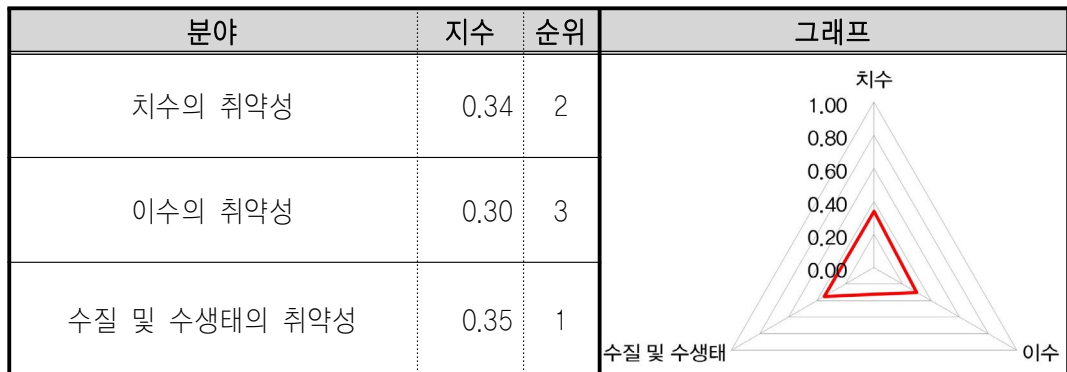 분야 지수 순위 그래프
치수의 취약성 0.34 2
이수의 취약성 0.30 3
수질 및 수생태의 취약성 0.35 1
치수
1.00
0.80
0.60
0.40
0.20
0.00
수질 및 수생태
이수